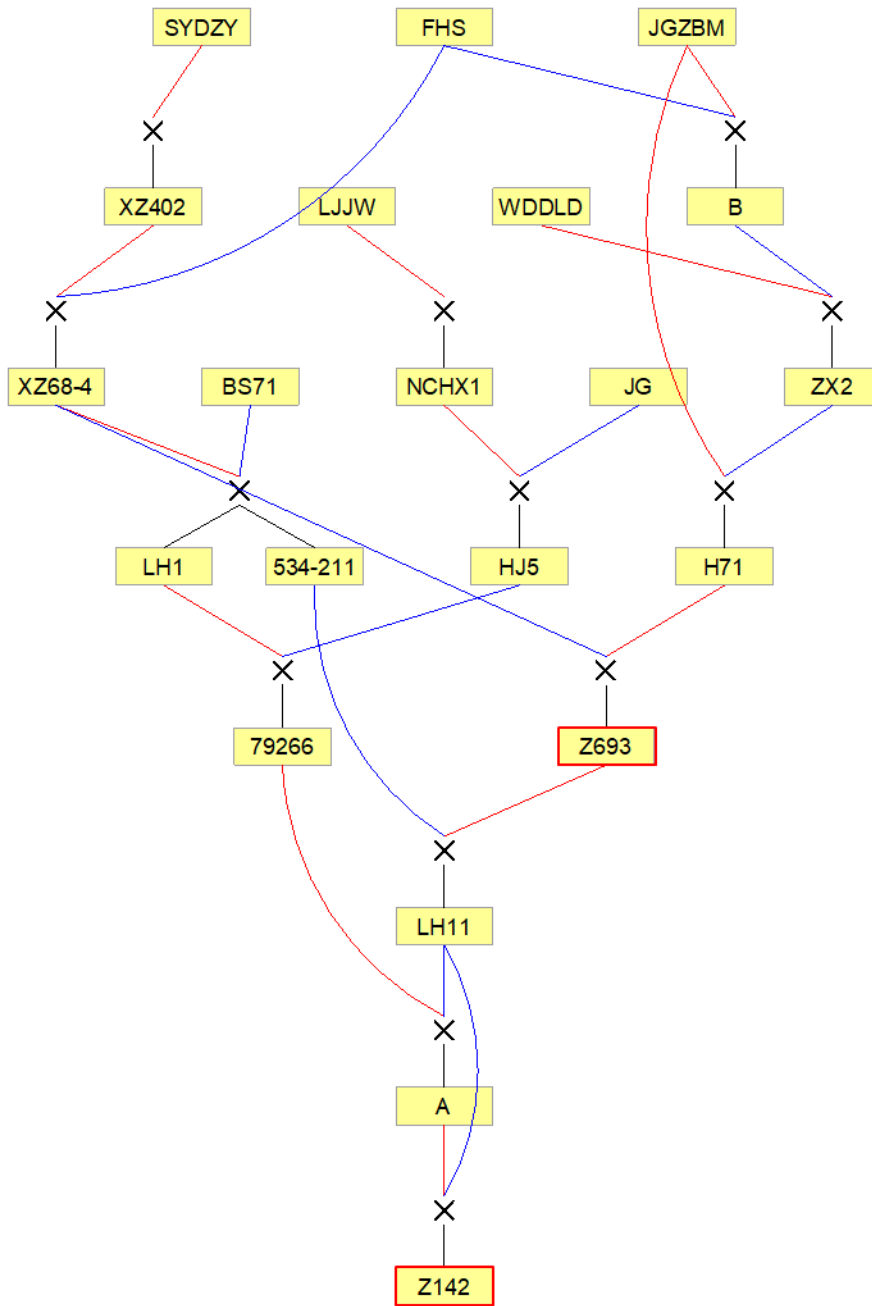 SYDZY
FHS
JGZBM
XZ402
LJJW
WDDLD
B
XZ68-4
BS71
NCHX1
JG
ZX2
LH1
534-211
HJ5
H71
79266
Z693
LH11
A
Z142